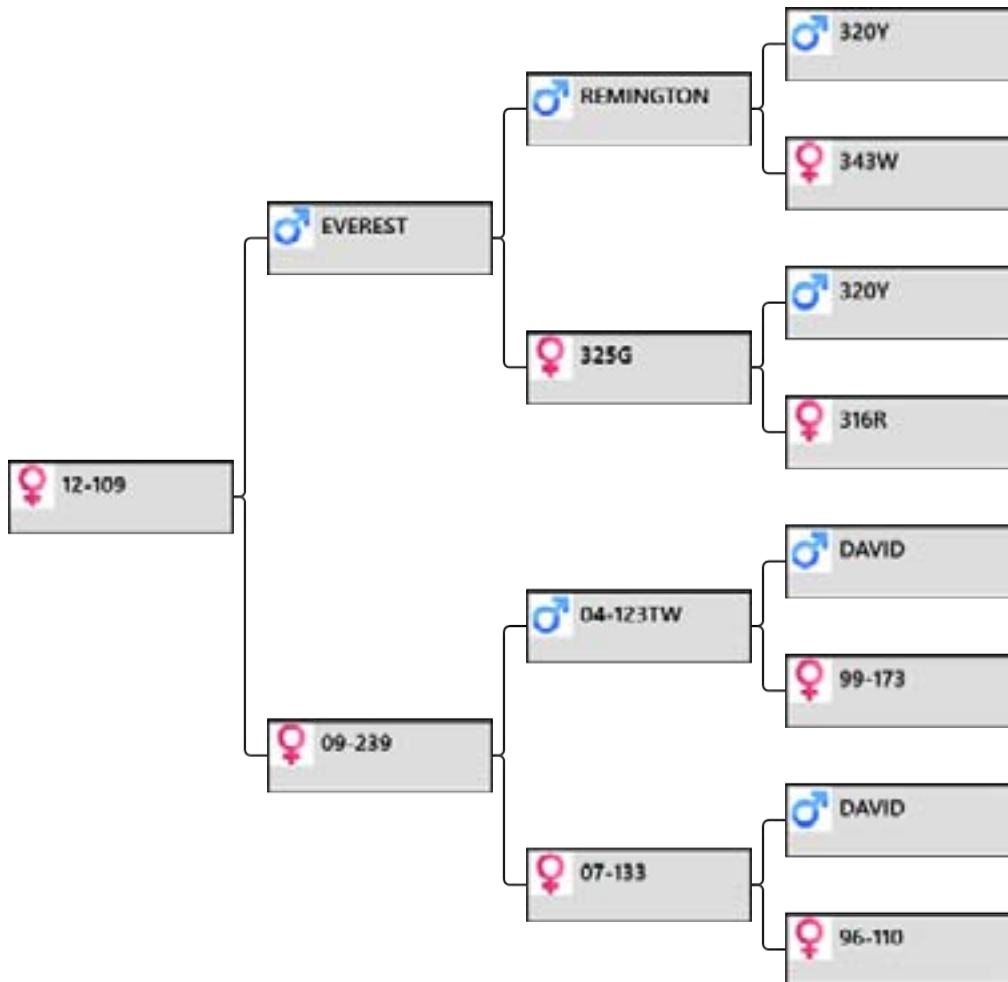 320Y
REMINGTON
343W
EVEREST
320Y
325G
316R
12-109
DAVID
04-123TW
99-173
09-239
DAVID
07-133
96-110